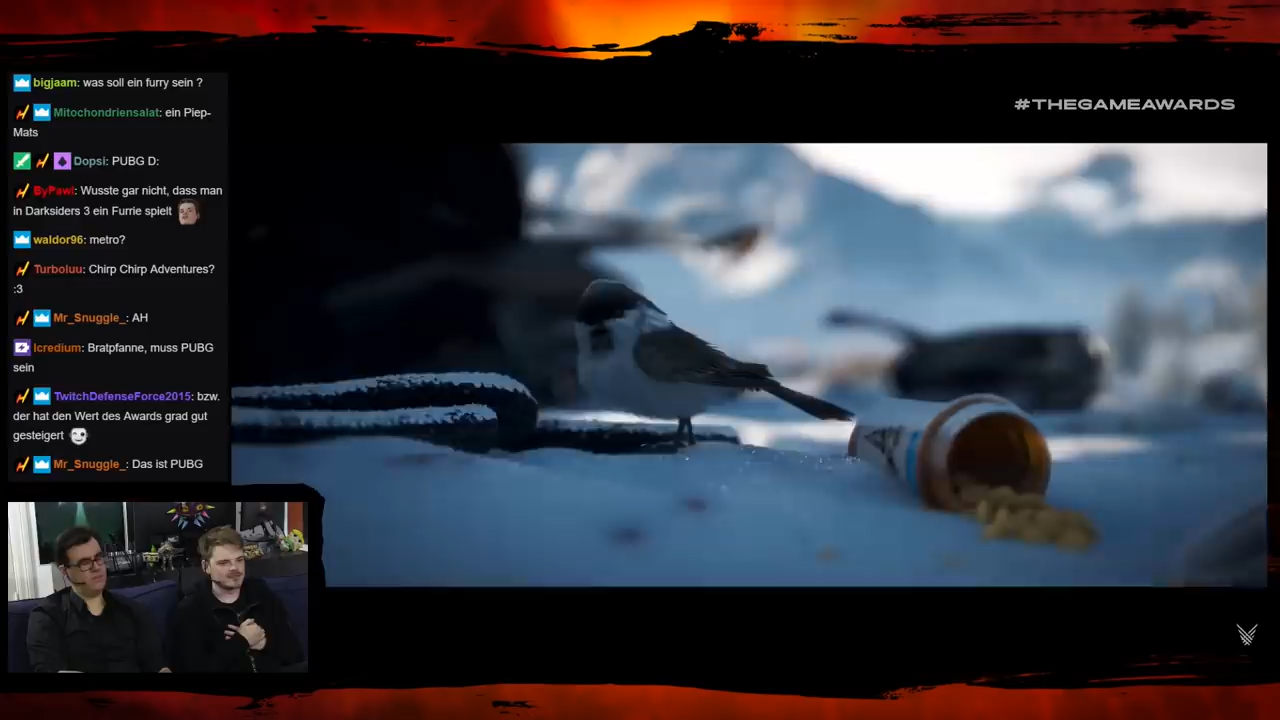 #THEGAMEAWARDS
bigjaam: was soll ein furry sein ?
Mitochondriensalat: ein Piep-
Mats
Dopsi: PUBG D:
ByPawl: Wusste gar nicht, dass man
in Darksiders 3 ein Furrie spielt
waldor96: metro?
Turboluu: Chirp Chirp Adventures?
:3
Mr_Snuggle_: AH
Icredium: Bratpfanne, muss PUBG
sein
TwitchDefenseForce2015: bzw.
der hat den Wert des Awards grad gut
gesteigert
Mr_Snuggle_: Das ist PUBG